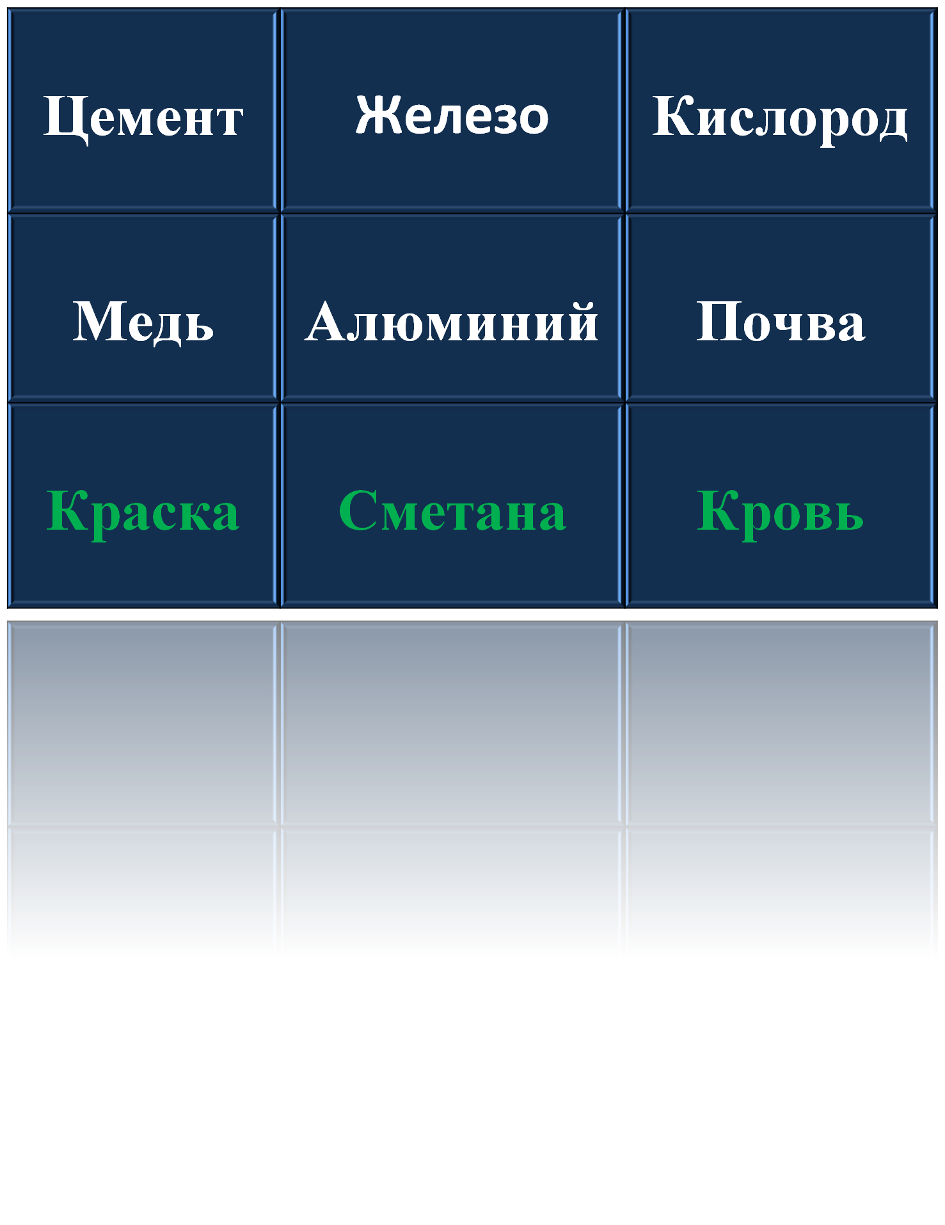 Цемент Железо Кислород
Медь Алюминий Почва
Краска Сметана Кровь